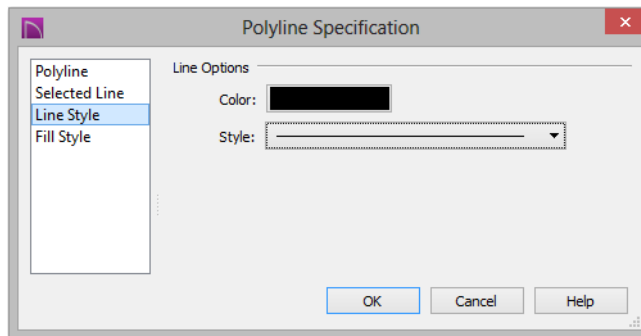 Polyline Specification
Polyline
Selected Line
Line Style
Fill Style
Line Options
Color:
Style:
OK
Cancel
Help